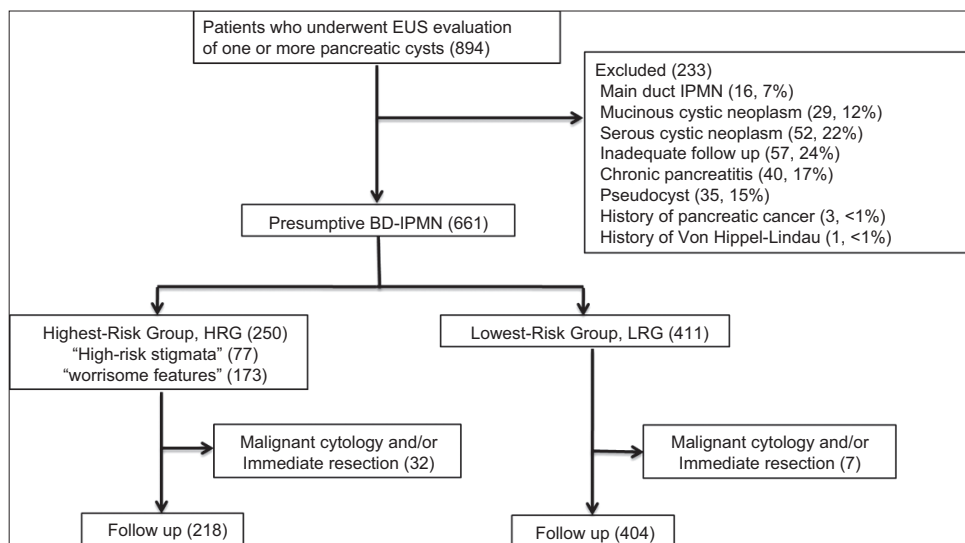 Patients who underwent EUS evaluation
of one or more pancreatic cysts (894)
Excluded (233)
Main duct IPMN (16, 7%)
Mucinous cystic neoplasm (29, 12%)
Serous cystic neoplasm (52, 22%)
Inadequate follow up (57, 24%)
Chronic pancreatitis (40, 17%)
Pseudocyst (35, 15%)
History of pancreatic cancer (3, <1%)
History of Von Hippel-Lindau (1, <1%)
Presumptive BD-IPMN (661)
Highest-Risk Group, HRG (250)
“High-risk stigmata” (77)
“worrisome features” (173)
Lowest-Risk Group, LRG (411)
Malignant cytology and/or
Immediate resection (32)
Malignant cytology and/or
Immediate resection (7)
Follow up (218)
Follow up (404)